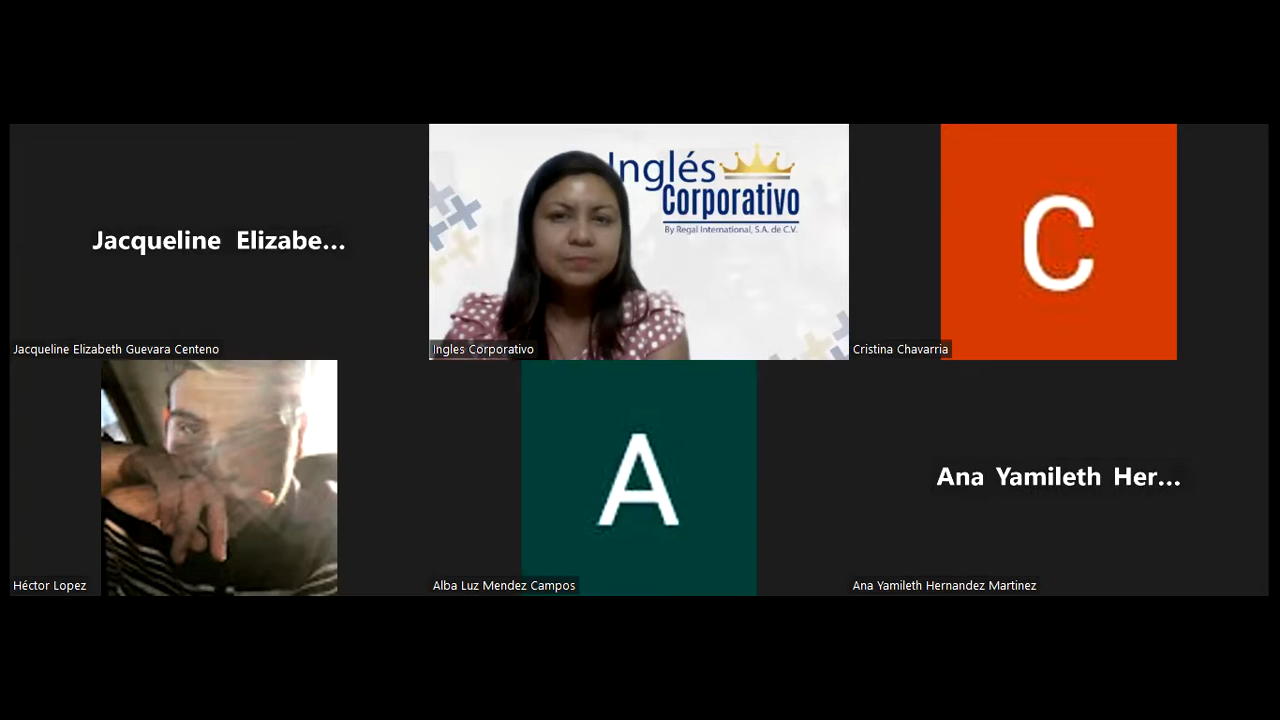 Jacqueline Elizabe...
Jacqueline Elizabeth Guevara Centeno
Inglés
Corporativo
By Regal International, S.A. de C.V.
Ingles Corporativo
C
Cristina Chavarria
Héctor Lopez
A
Alba Luz Mendez Campos
Ana Yamileth Her...
Ana Yamileth Hernandez Martinez